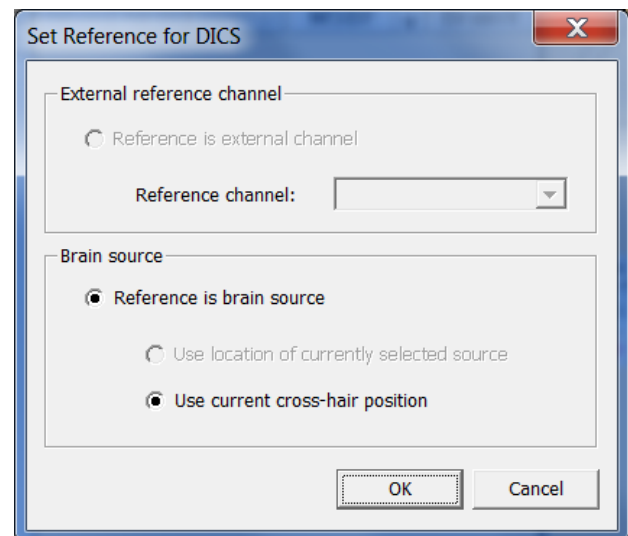 Set Reference for DICS
External reference channel
Reference is external channel
Reference channel:
Brain source
Reference is brain source
Use location of currently selected source
Use current cross-hair position
OK Cancel